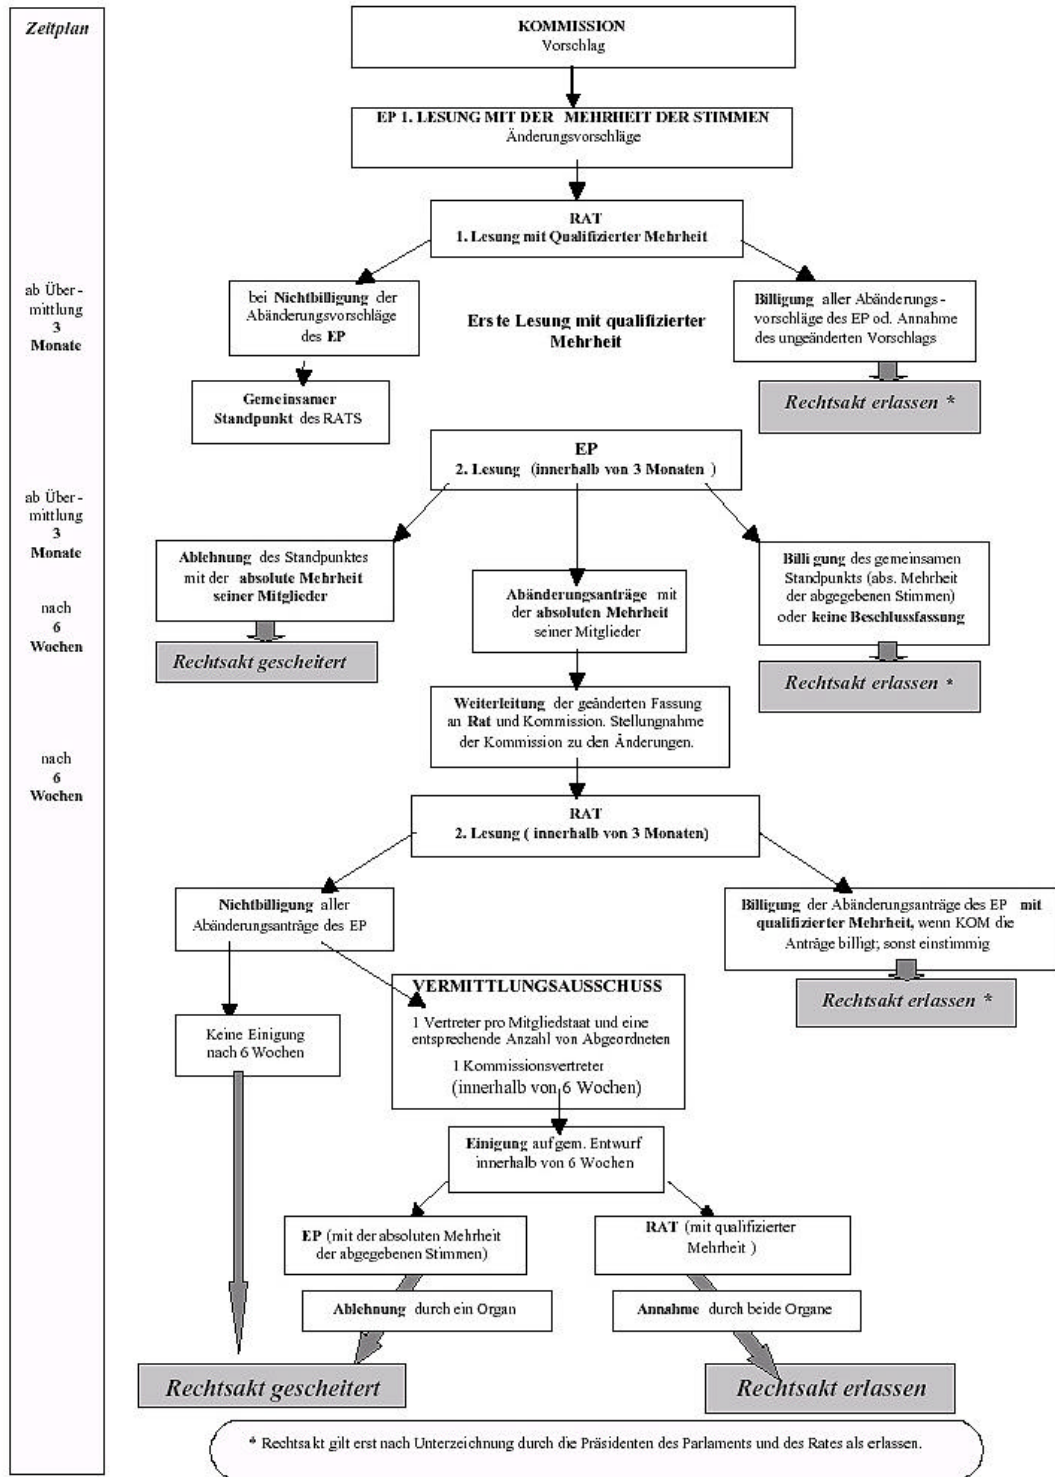 Zeitplan
KOMMISSION
Vorschlag
EP 1. LESUNG MIT DER MEHRHEIT DER STIMMEN
Änderungsvorschläge
RAT
1. Lesung mit Qualifizierter Mehrheit
ab Über-
mittlung
3
Monate
bei Nichtbilligung der
Abänderungsvorschläge
des EP
Erste Lesung mit qualifizierter
Mehrheit
Billigung aller Abänderungs-
vorschläge des EP od. Annahme
des ungeänderten Vorschlags
Gemeinsamer
Standpunkt des RATS
Rechtsakt erlassen *
EP
2. Lesung (innerhalb von 3 Monaten )
ab Über-
mittlung
3
Monate
Ablehnung des Standpunktes
mit der absolute Mehrheit
seiner Mitglieder
Abänderungsanträge mit
der absoluten Mehrheit
seiner Mitglieder
Billigung des gemeinsamen
Standpunkts (abs. Mehrheit
der abgegebenen Stimmen)
oder keine Beschlussfassung
nach
6
Wochen
Rechtsakt gescheitert
Rechtsakt erlassen *
Weiterleitung der geänderten Fassung
an Rat und Kommission. Stellungnahme
der Kommission zu den Änderungen.
nach
6
Wochen
RAT
2. Lesung ( innerhalb von 3 Monaten)
Nichtbilligung aller
Abänderungsanträge des EP
Billigung der Abänderungsanträge des EP mit
qualifizierter Mehrheit, wenn KOM die
Anträge billigt; sonst einstimmig
Rechtsakt erlassen *
VERMITTLUNGSAUSSCHUSS
1 Vertreter pro Mitgliedstaat und eine
entsprechende Anzahl von Abgeordneten
1 Kommissionsvertreter
(innerhalb von 6 Wochen)
Keine Einigung
nach 6 Wochen
Einigung auf gem. Entwurf
innerhalb von 6 Wochen
EP (mit der absoluten Mehrheit
der abgegebenen Stimmen)
RAT (mit qualifizierter
Mehrheit )
Ablehnung durch ein Organ
Annahme durch beide Organe
Rechtsakt gescheitert
Rechtsakt erlassen
* Rechtsakt gilt erst nach Unterzeichnung durch die Präsidenten des Parlaments und des Rates als erlassen.